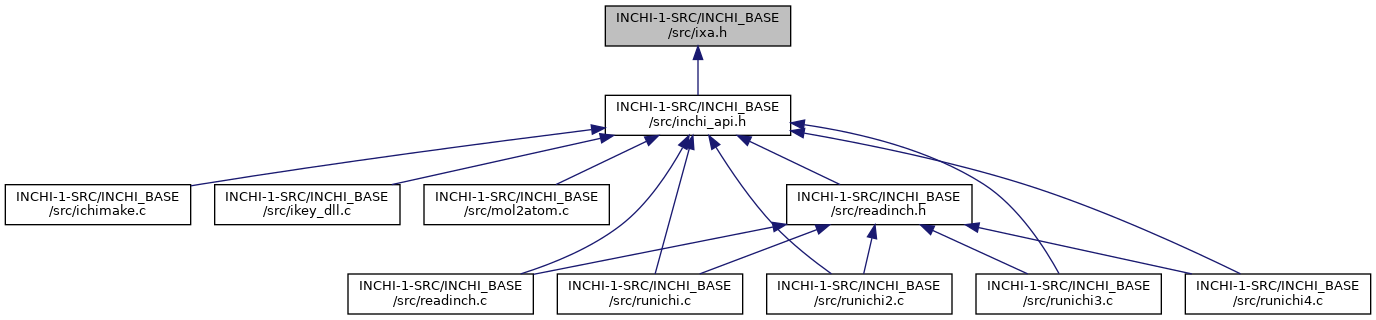 INCHI-1-SRC/INCHI_BASE
/src/ixa.h
INCHI-1-SRC/INCHI_BASE
/src/inchi_api.h
INCHI-1-SRC/INCHI_BASE
/src/ichimake.c
INCHI-1-SRC/INCHI_BASE
/src/ikey_dll.c
INCHI-1-SRC/INCHI_BASE
/src/mol2atom.c
INCHI-1-SRC/INCHI_BASE
/src/readinch.h
INCHI-1-SRC/INCHI_BASE
/src/readinch.c
INCHI-1-SRC/INCHI_BASE
/src/runichi.c
INCHI-1-SRC/INCHI_BASE
/src/runichi2.c
INCHI-1-SRC/INCHI_BASE
/src/runichi3.c
INCHI-1-SRC/INCHI_BASE
/src/runichi4.c